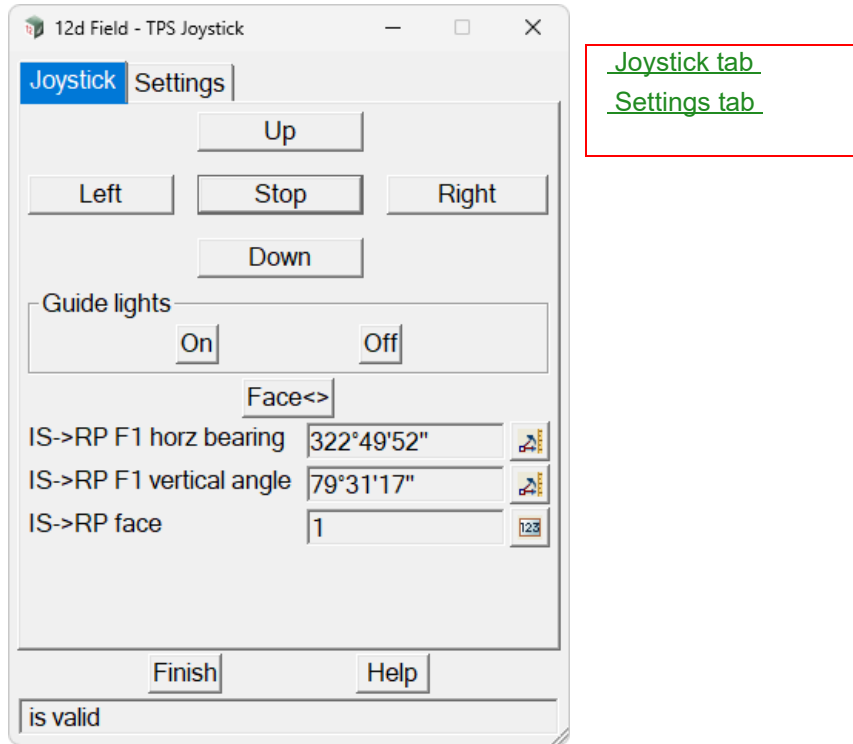 12d Field - TPS Joystick
Joystick Settings
Up
Left Stop Right
Down
Guide lights
On Off
Face<>
IS->RP F1 horz bearing 322°49'52"
IS->RP F1 vertical angle 79°31'17"
IS->RP face 1
123
Finish Help
is valid
Joystick tab
Settings tab